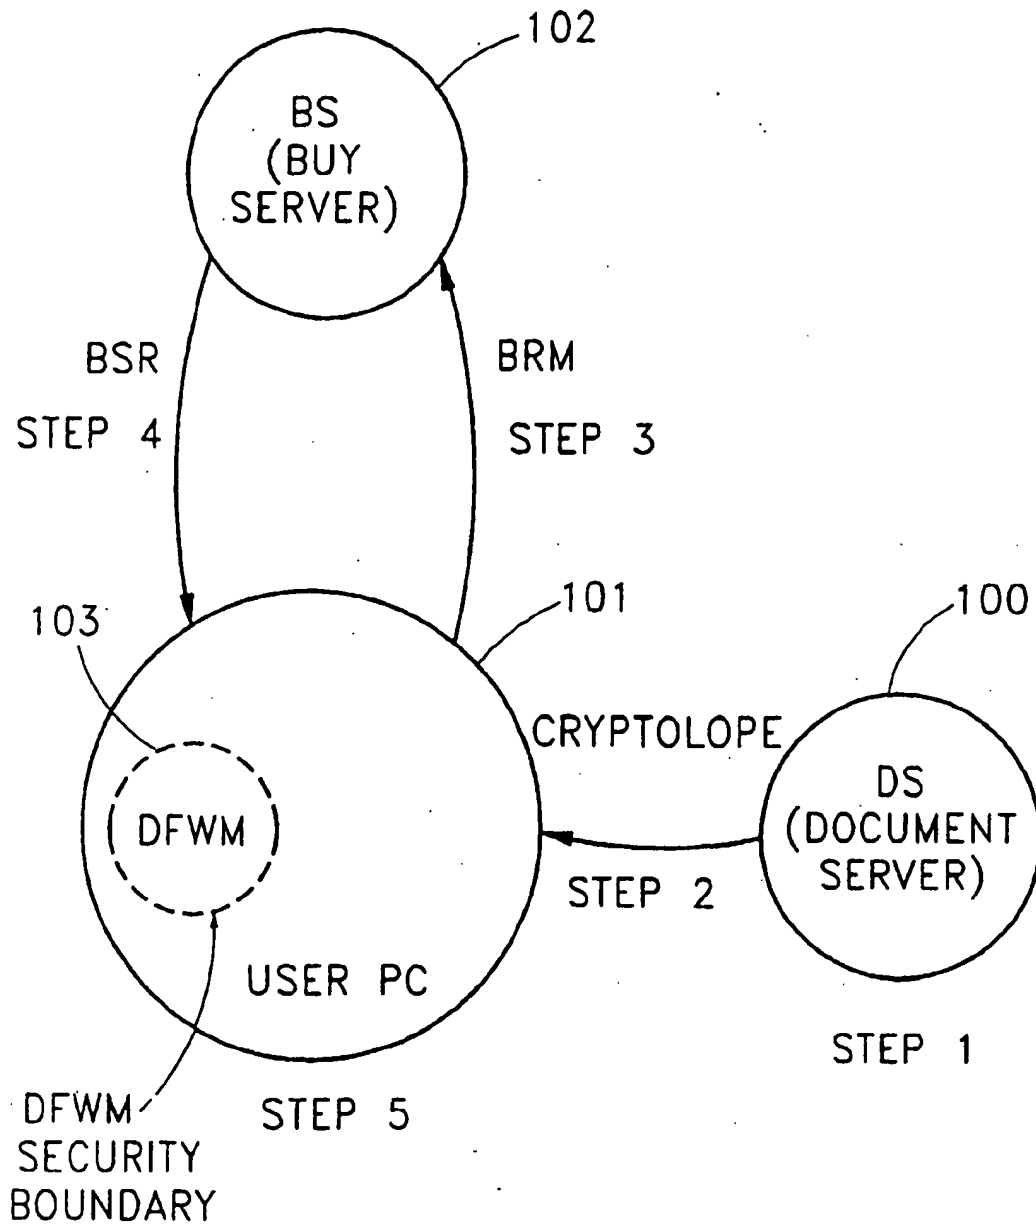 102
BS
(BUY
SERVER)
BSR
BRM
STEP 4
STEP 3
103
101
100
CRYPTOLOPE
DS
(DOCUMENT
SERVER)
DFWM
STEP 2
USER PC
STEP 1
DFWM
SECURITY
BOUNDARY
STEP 5